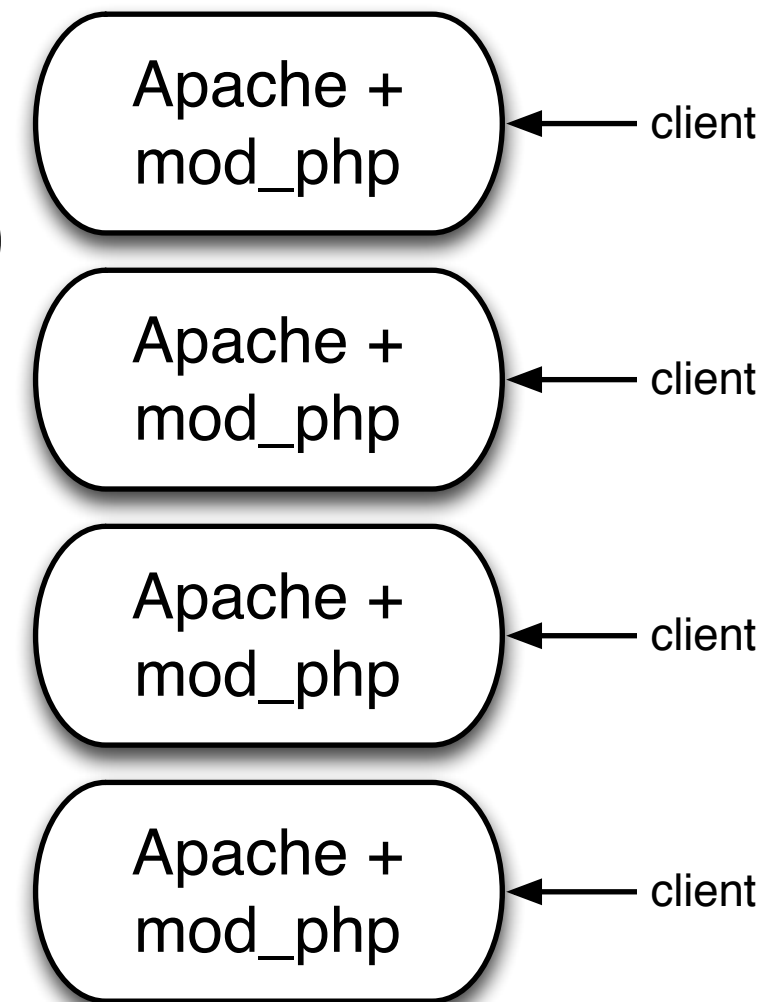 Apache +
mod_php
client
Apache +
mod_php
client
Apache +
mod_php
client
Apache +
mod_php
client